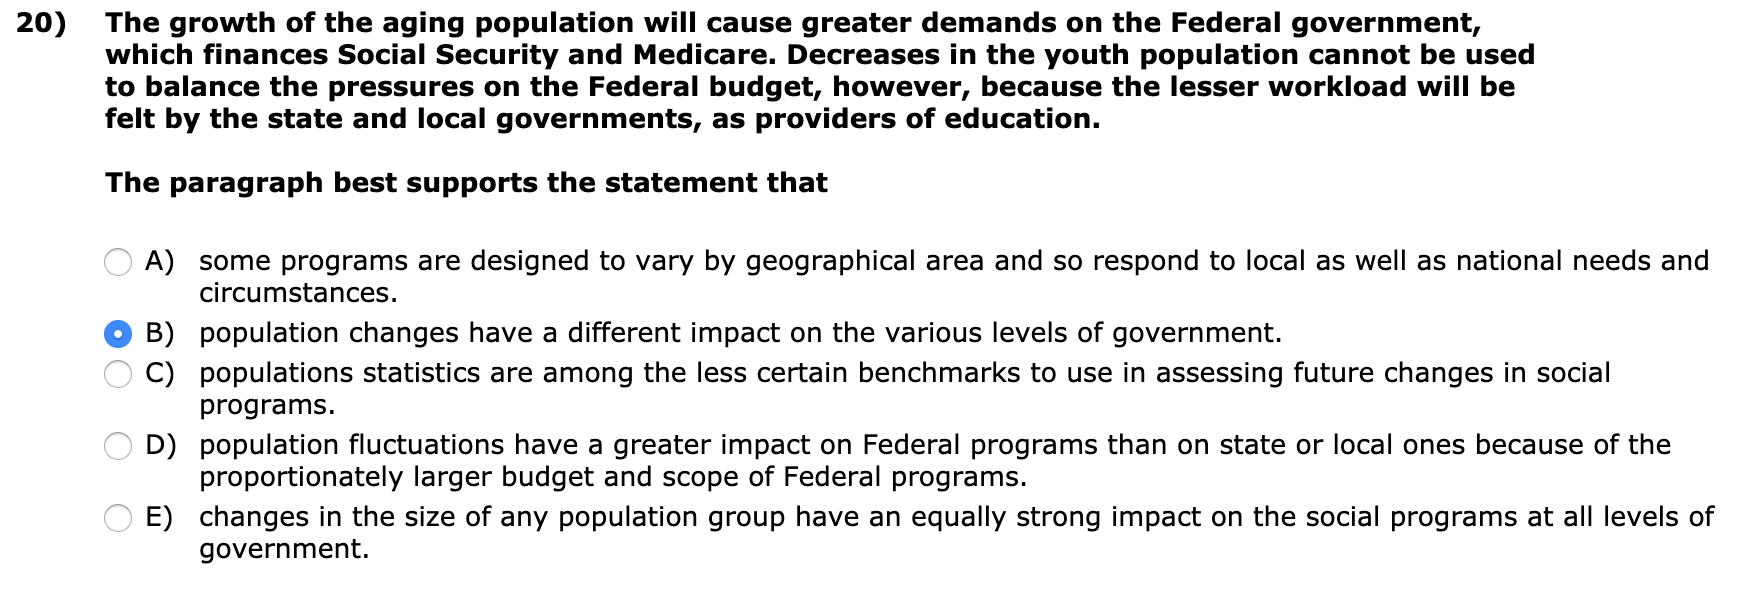 20) The growth of the aging population will cause greater demands on the Federal government,
which finances Social Security and Medicare. Decreases in the youth population cannot be used
to balance the pressures on the Federal budget, however, because the lesser workload will be
felt by the state and local governments, as providers of education.
The paragraph best supports the statement that
A) some programs are designed to vary by geographical area and so respond to local as well as national needs and
circumstances.
B) population changes have a different impact on the various levels of government.
C) populations statistics are among the less certain benchmarks to use in assessing future changes in social
programs.
D) population fluctuations have a greater impact on Federal programs than on state or local ones because of the
proportionately larger budget and scope of Federal programs.
E) changes in the size of any population group have an equally strong impact on the social programs at all levels of
government.